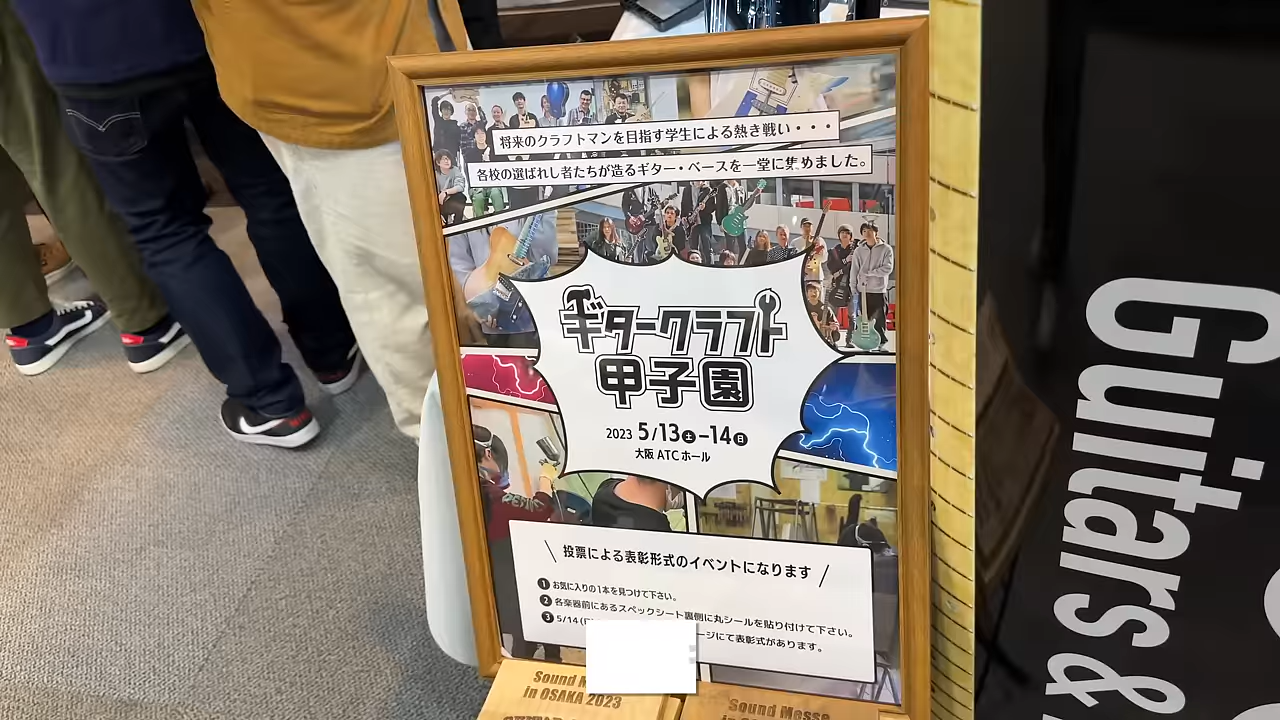 将来のクラフトマンを目指す学生による熱き戦い・・・
各校の選ばれし者たちが造るギター・ベースを一堂に集めました。
ギタークラフト
甲子園
2023 5/13土-14日
大阪 ATCホール
投票による表彰形式のイベントになります
1 お気に入りの1本を見つけて下さい。
2 各楽器前にあるスペックシート裏側に丸シールを貼り付けて下さい。
3 5/14
ージにて表彰式があります。
Sound
in OSAKA 2023
Sound Messe
Guitars &